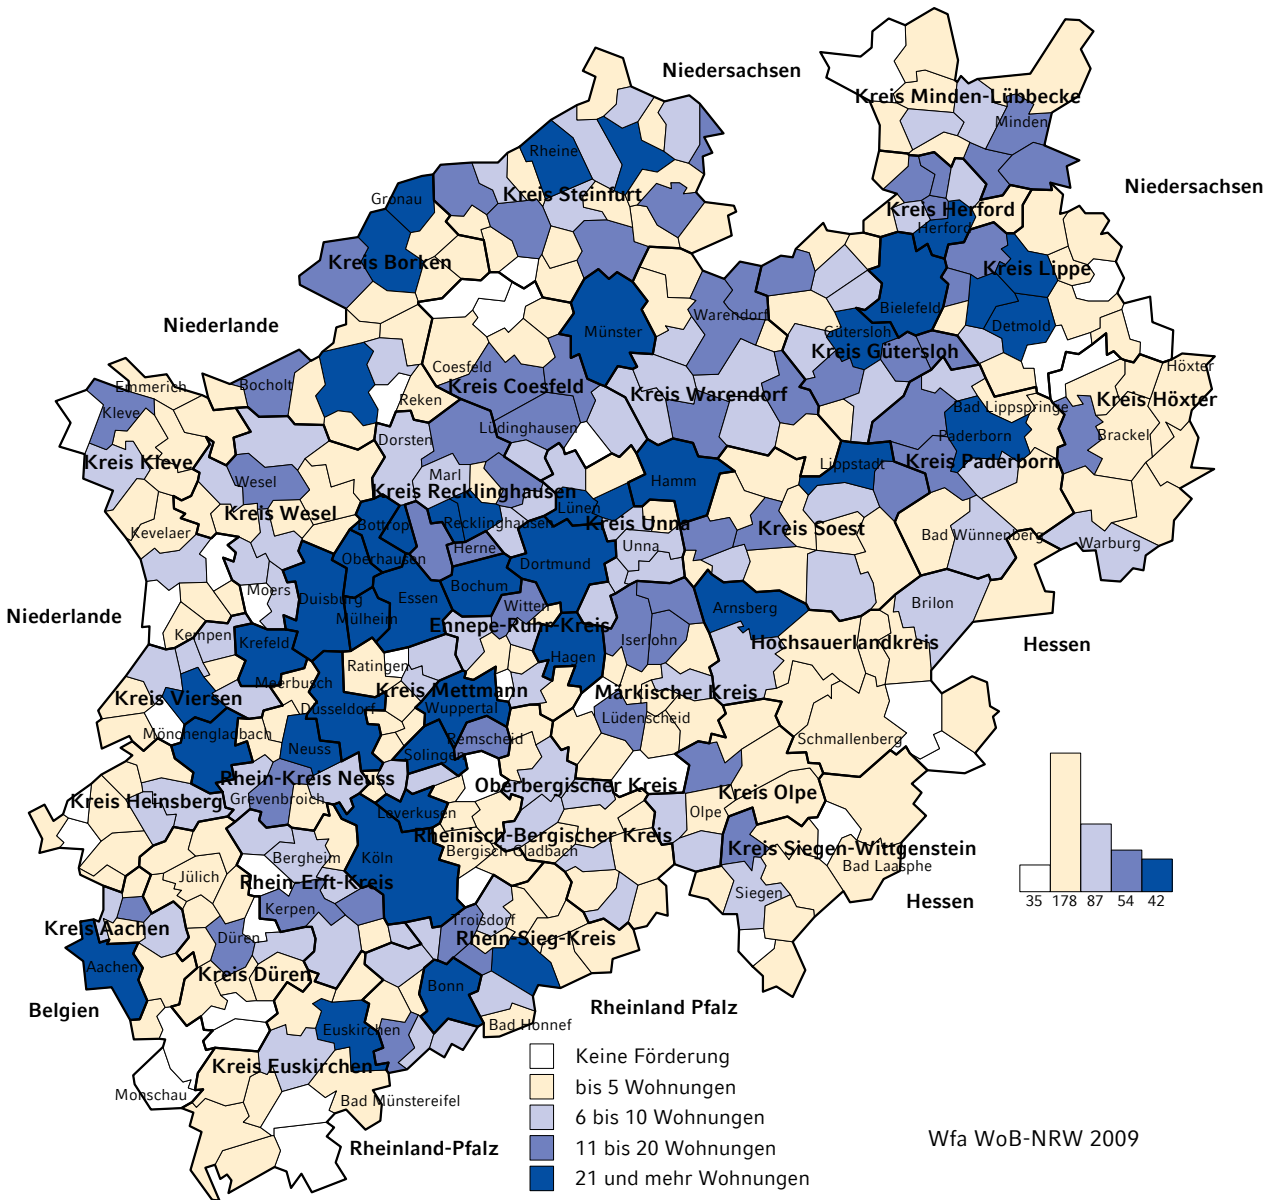 Niedersachsen
Kreis Minden-Lübbecke
Minden
Rheine
Niedersachsen
Gronau
Kreis Steinfurt
Kreis Herford
Herford
Kreis Borken
Kreis Lippe
Warendorf
Bielefeld
Niederlande
Münster
Gütersloh
Detmold
Kreis Gütersloh
Coesfeld
Höxter
Emmerich
Bocholt
Kreis Coesfeld
Kreis Warendorf
Reken
Kreis Höxter
Kleve
Bad Lippspringe
Lüdinghausen
Dorsten
Paderborn
Brackel
Kreis Kleve
Lippstadt
Kreis Paderborn
Marl
Wesel
Hamm
Kreis Recklinghausen
Lünen
Kreis Wesel
Bottrop
Recklinghausen
Kreis Unna
Kreis Soest
Kevelaer
Bad Wünnenberg
Warburg
Herne
Unna
Oberhausen
Dortmund
Moers
Duisburg
Essen
Bochum
Witten
Arnsberg
Brilon
Niederlande
Mülheim
Ennepe-Ruhr-Kreis
Kempen
Krefeld
Iserlohn
Hochsauerlandkreis
Hessen
Ratingen
Hagen
Meerbusch
Kreis Mettmann
Märkischer Kreis
Kreis Viersen
Düsseldorf
Wuppertal
Lüdenscheid
Mönchengladbach
Neuss
Remscheid
Schmallenberg
Solingen
Rhein-Kreis Neuss
Oberbergischer Kreis
Kreis Olpe
Kreis Heinsberg
Grevenbroich
Leverkusen
Olpe
Rheinisch-Bergischer Kreis
Bergisch Gladbach
Kreis Siegen-Wittgenstein
Bergheim
Köln
Bad Laasphe
Jülich
Rhein-Erft-Kreis
Siegen
Hessen
35 178 87 54 42
Kerpen
Troisdorf
Kreis Aachen
Düren
Rhein-Sieg-Kreis
Aachen
Kreis Düren
Bonn
Belgien
Rheinland Pfalz
Euskirchen
Bad Honnef
Keine Förderung
Kreis Euskirchen
bis 5 Wohnungen
Monschau
Bad Münstereifel
6 bis 10 Wohnungen
Wfa WoB-NRW 2009
Rheinland-Pfalz
11 bis 20 Wohnungen
21 und mehr Wohnungen